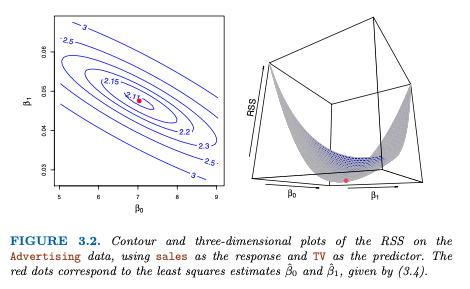 3
2.5
2.15
2.11
2.2
2.3
2.5
3
0.06
0.05
0.04
0.03
β1
5 6 7 8 9
β0
RSS
β0
β1
FIGURE 3.2. Contour and three-dimensional plots of the RSS on the
Advertising data, using sales as the response and TV as the predictor. The
red dots correspond to the least squares estimates β̂0 and β̂1, given by (3.4).